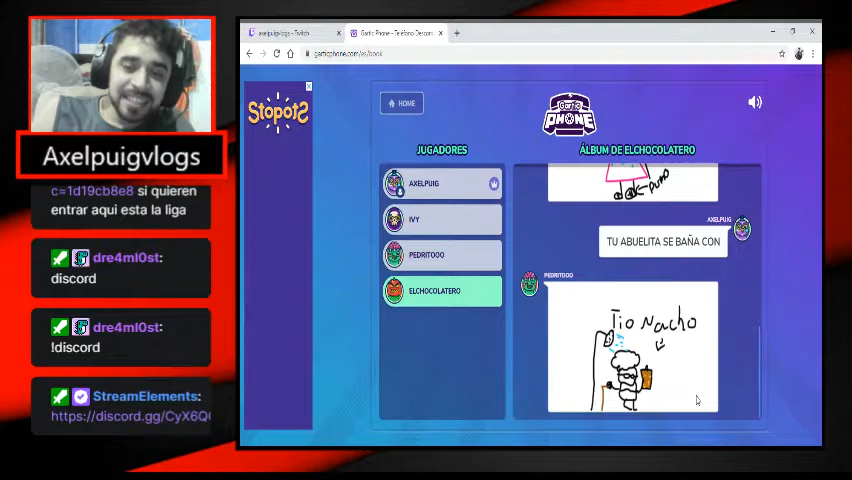 axelpuigvlogs - Twitch
Gartic Phone - Teléfono Descom
garticphone.com/es/book
Axelpuigvlogs
c=1d19cb8e8 si quieren
entrar aqui esta la liga
dre4ml0st:
discord
dre4ml0st:
!discord
StreamElements:
https://discord.gg/CyX6Q
StopotS
HOME
Gartic
PHONE
JUGADORES
AXELPUIG
IVY
PEDRITOOO
ELCHOCOLATERO
ÁLBUM DE ELCHOCOLATERO
AXELPUIG
TU ABUELITA SE BAÑA CON
PEDRITOOO
Tio Nacho